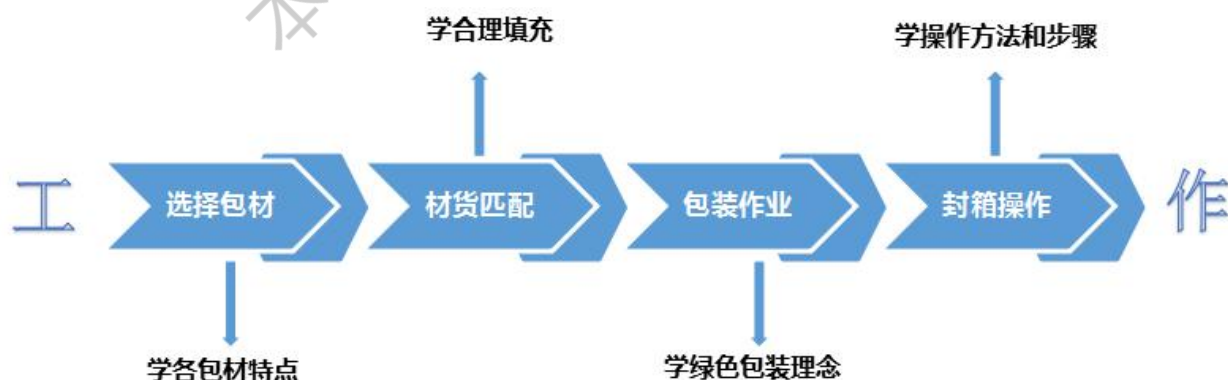 本
学合理填充
学操作方法和步骤
工 选择包材 材货匹配 包装作业 封箱操作 作
学各包材特点
学绿色包装理念